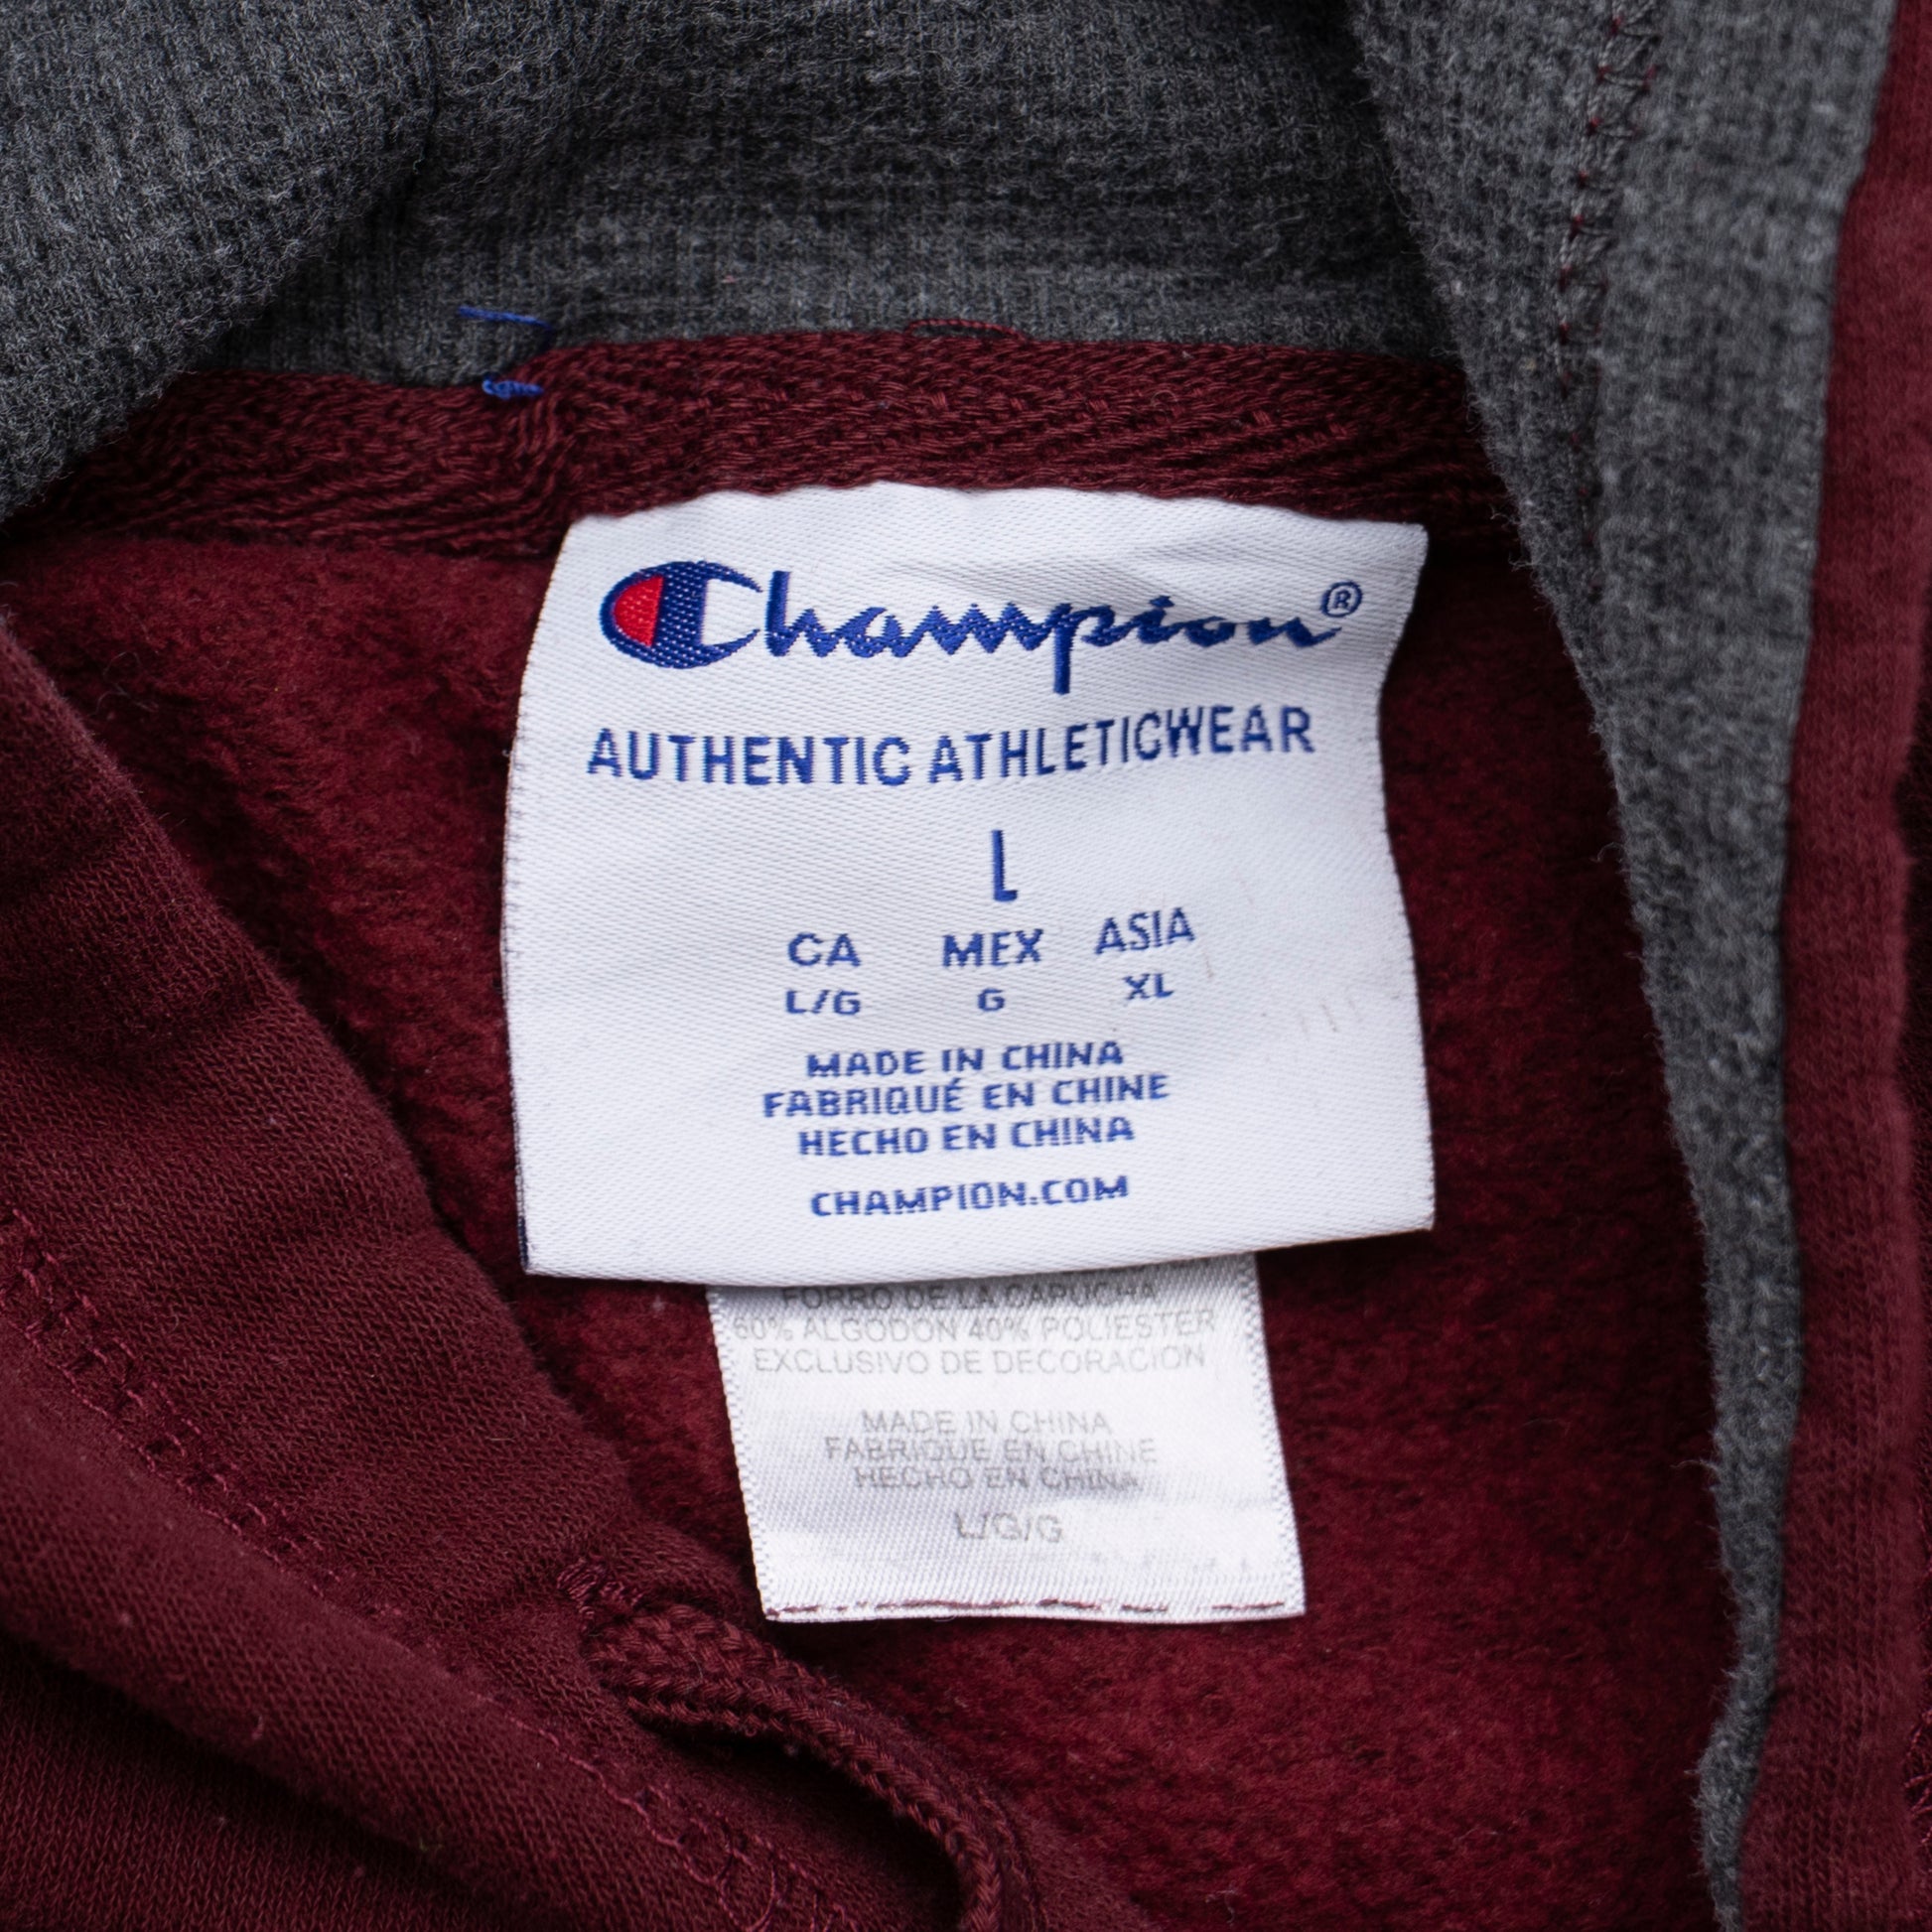 Champion®
AUTHENTIC ATHLETICWEAR
L
CA MEX ASIA
L/G G XL
MADE IN CHINA
FABRIQUÉ EN CHINE
HECHO EN CHINA
CHAMPION.COM
FORRO DE LA CAPUCHA
60% ALGODON 40% POLIESTER
EXCLUSIVO DE DECORACION
MADE IN CHINA
FABRIQUE EN CHINE
HECHO EN CHINA
L/G/G